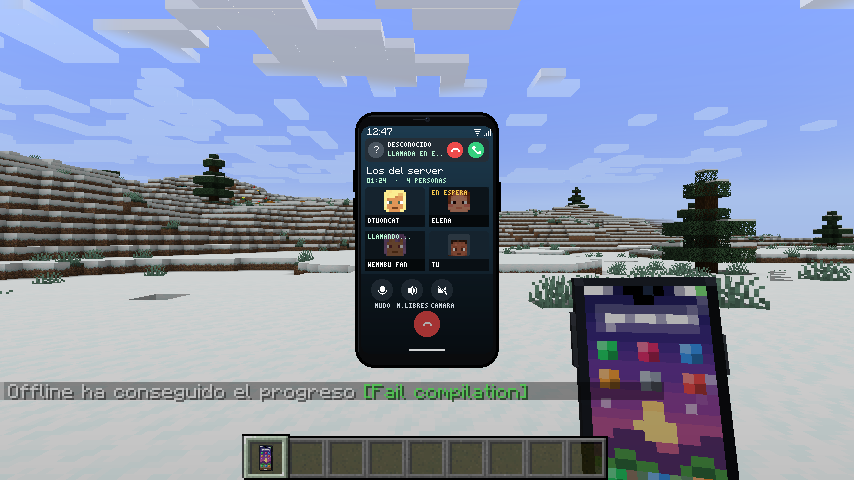 12:47
DESCONOCIDO
LLAMADA EN E..
?
Los del server
01:24 · 4 PERSONAS
EN ESPERA
DTUONCAT
ELENA
LLAMANDO...
WEMMBU FAN
TU
MUDO
M.LIBRES
CAMARA
Offline ha conseguido el progreso [Fail compilation]